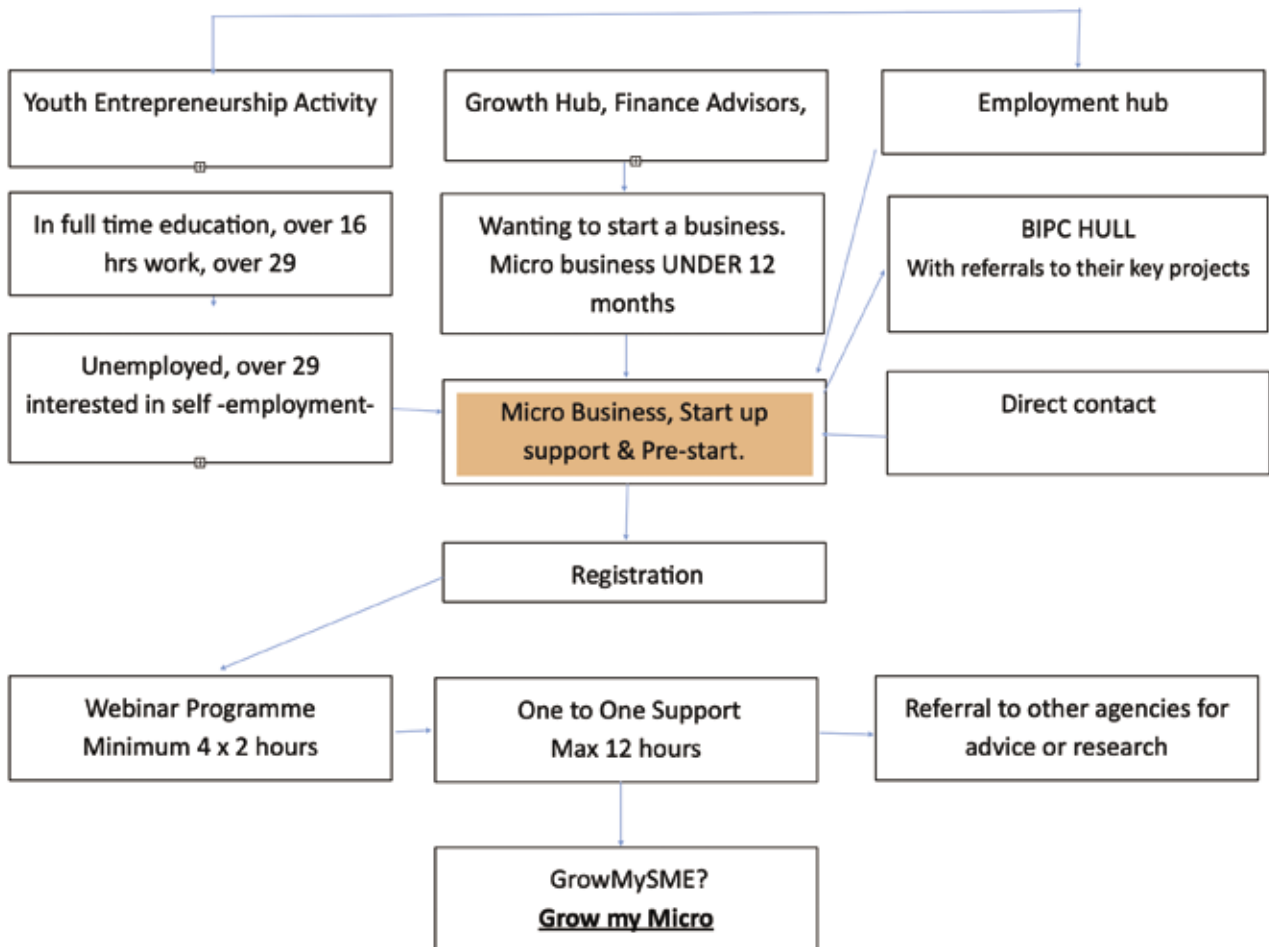 Youth Entrepreneurship Activity
Growth Hub, Finance Advisors,
Employment hub
In full time education, over 16
hrs work, over 29
Wanting to start a business.
Micro business UNDER 12
months
BIPC HULL
With referrals to their key projects
Unemployed, over 29
interested in self -employment-
Micro Business, Start up
support & Pre-start.
Direct contact
Registration
Webinar Programme
Minimum 4 x 2 hours
One to One Support
Max 12 hours
Referral to other agencies for
advice or research
GrowMySME?
Grow my Micro